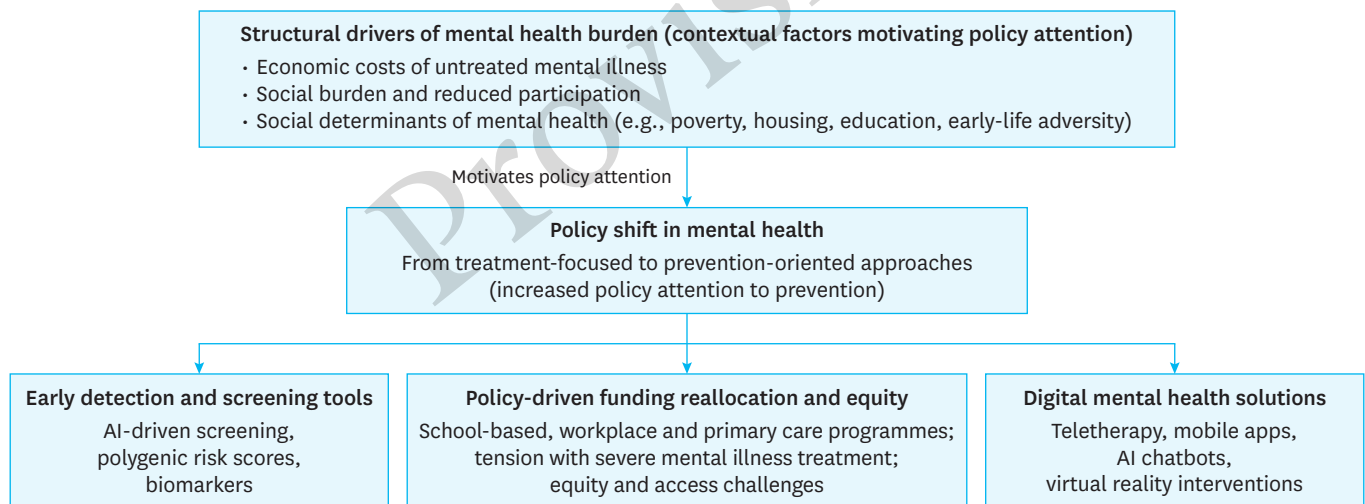 Provis
Structural drivers of mental health burden (contextual factors motivating policy attention)
· Economic costs of untreated mental illness
· Social burden and reduced participation
· Social determinants of mental health (e.g., poverty, housing, education, early-life adversity)
Motivates policy attention
Policy shift in mental health
From treatment-focused to prevention-oriented approaches
(increased policy attention to prevention)
Early detection and screening tools
AI-driven screening,
polygenic risk scores,
biomarkers
Policy-driven funding reallocation and equity
School-based, workplace and primary care programmes;
tension with severe mental illness treatment;
equity and access challenges
Digital mental health solutions
Teletherapy, mobile apps,
AI chatbots,
virtual reality interventions